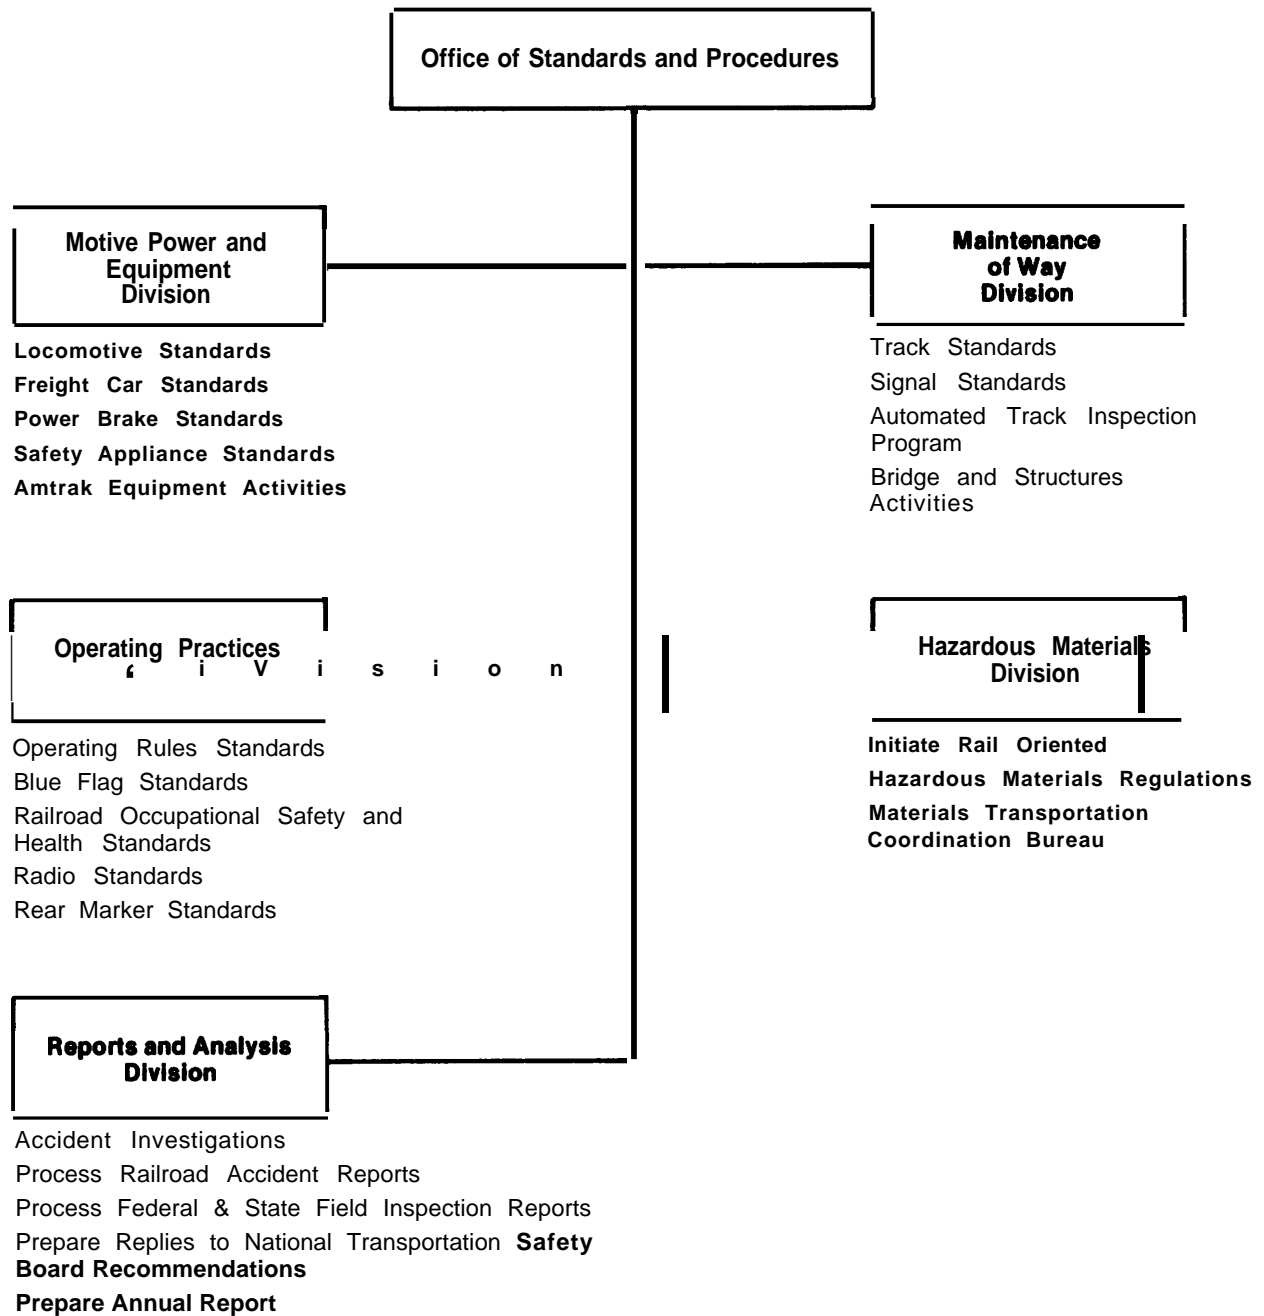 Office of Standards and Procedures
Motive Power and
Equipment
Division
Locomotive Standards
Freight Car Standards
Power Brake Standards
Safety Appliance Standards
Amtrak Equipment Activities
Maintenance
of Way
Division
Track Standards
Signal Standards
Automated Track Inspection
Program
Bridge and Structures
Activities
Operating Practices
‘ i V i s i o n
Operating Rules Standards
Blue Flag Standards
Railroad Occupational Safety and
Health Standards
Radio Standards
Rear Marker Standards
Hazardous Materials
Division
Initiate Rail Oriented
Hazardous Materials Regulations
Materials Transportation
Coordination Bureau
Reports and Analysis
Division
Accident Investigations
Process Railroad Accident Reports
Process Federal & State Field Inspection Reports
Prepare Replies to National Transportation Safety
Board Recommendations
Prepare Annual Report